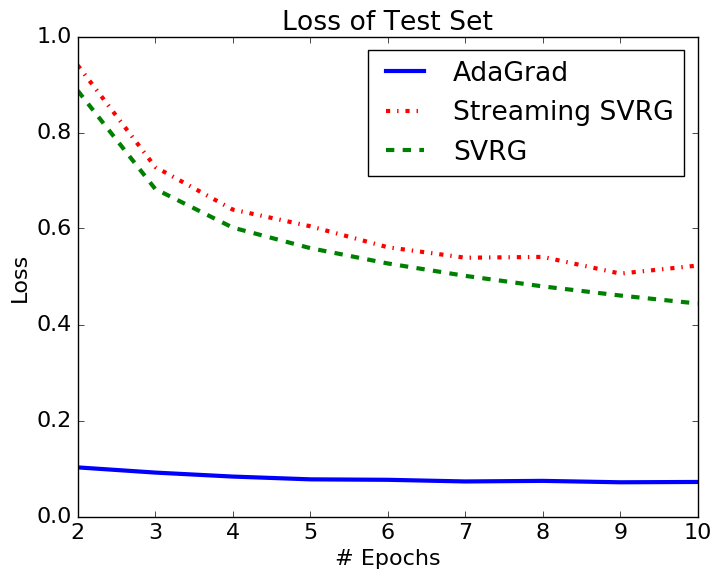 Loss of Test Set
1.0
0.8
0.6
0.4
0.2
0.0
Loss
AdaGrad
Streaming SVRG
SVRG
2 3 4 5 6 7 8 9 10
# Epochs